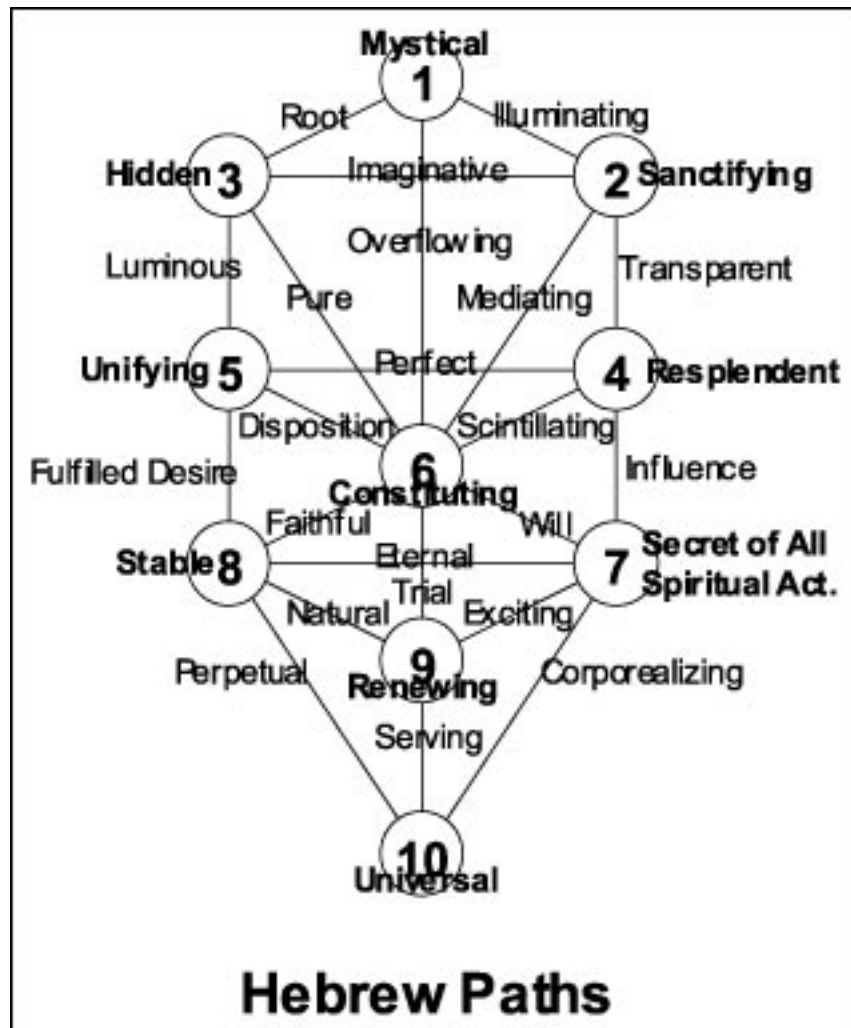 Mystical
1
Root
Illuminating
Hidden 3
Imaginative
2 Sanctifying
Overflowing
Luminous
Transparent
Pure
Mediating
Unifying 5
Perfect
4 Resplendent
Disposition
Scintillating
6
Fulfilled Desire
Influence
Constituting
Faithful
Will
Stable 8
Eternal
7 Secret of All
Spiritual Act.
Trial
Natural
Exciting
9
Perpetual
Renewing
Corporealizing
Serving
10
Universal
Hebrew Paths